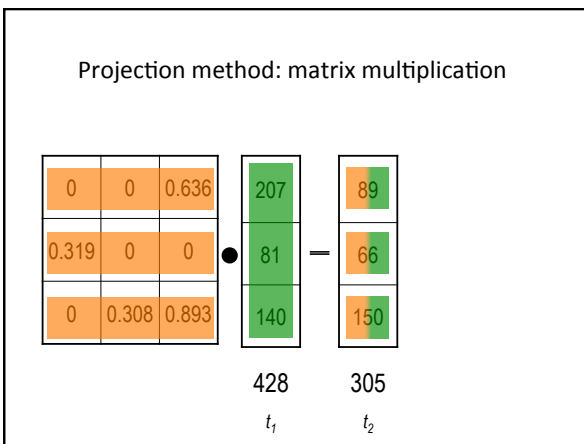 Projection method: matrix multiplication
0 0 0.636 207 89
0.319 0 0 ● 81 = 66
0 0.308 0.893 140 150
428 305
t₁ t₂